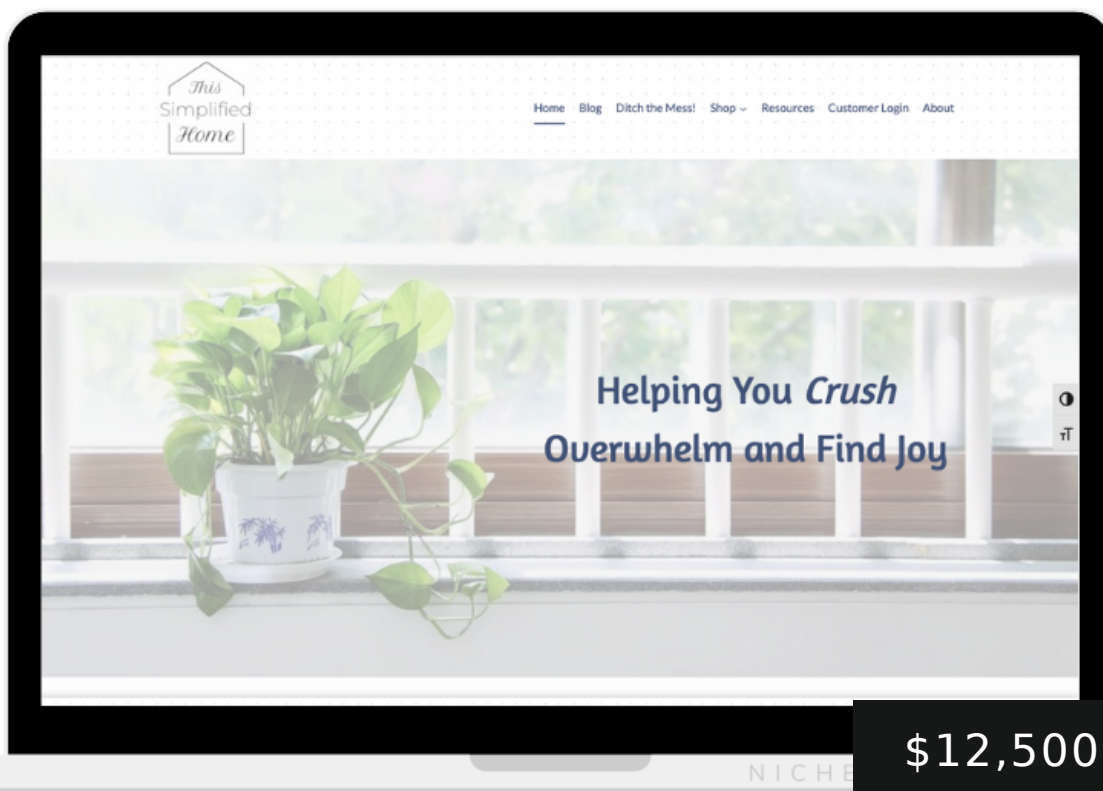 This
Simplified
Home
Home Blog Ditch the Mess! Shop Resources Customer Login About
Helping You Crush
Overwhelm and Find Joy
TT
$12,500
NICHE